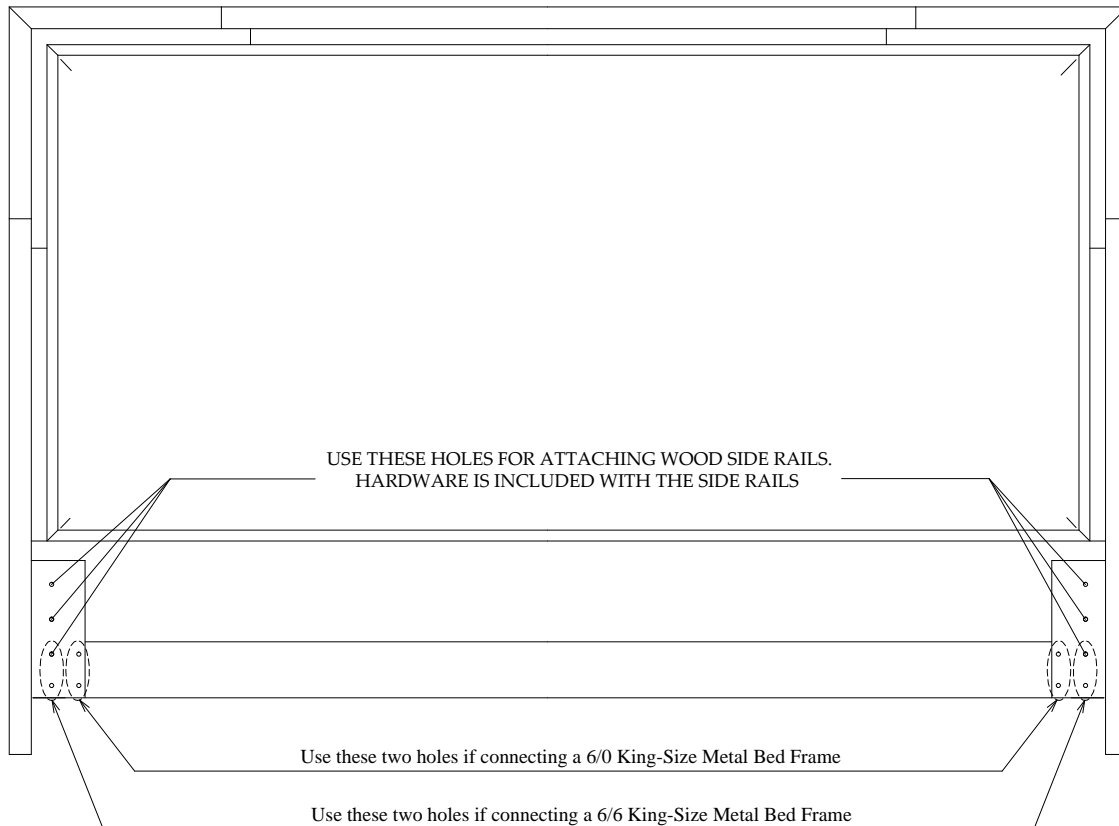 USE THESE HOLES FOR ATTACHING WOOD SIDE RAILS.
HARDWARE IS INCLUDED WITH THE SIDE RAILS
Use these two holes if connecting a 6/0 King-Size Metal Bed Frame
Use these two holes if connecting a 6/6 King-Size Metal Bed Frame